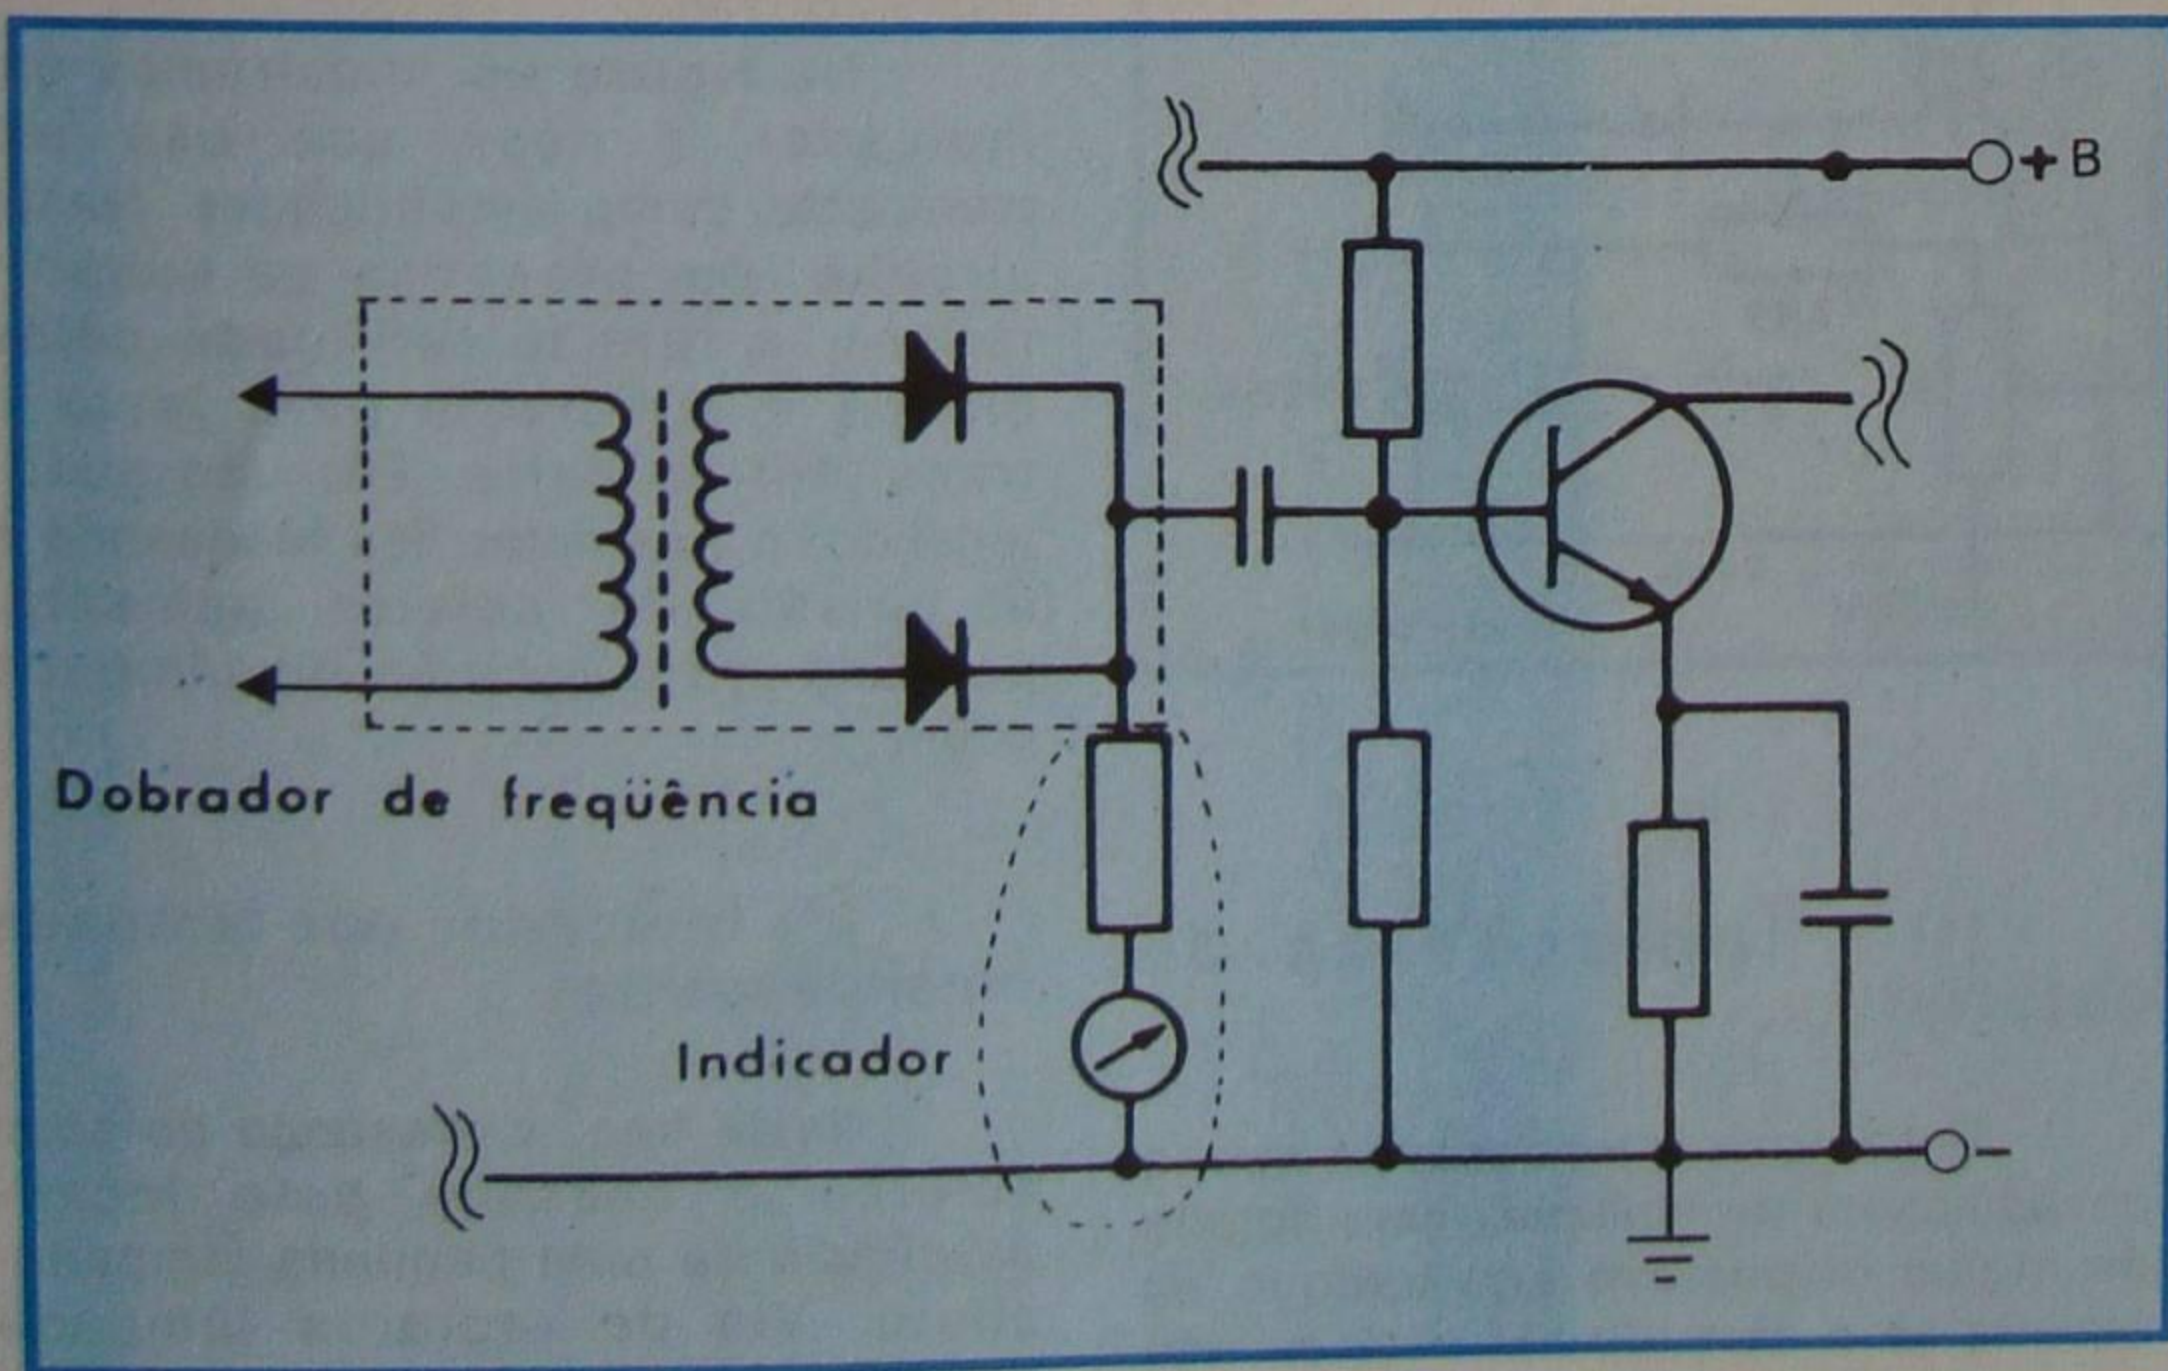 + B
Dobrador de freqüência
Indicador
−